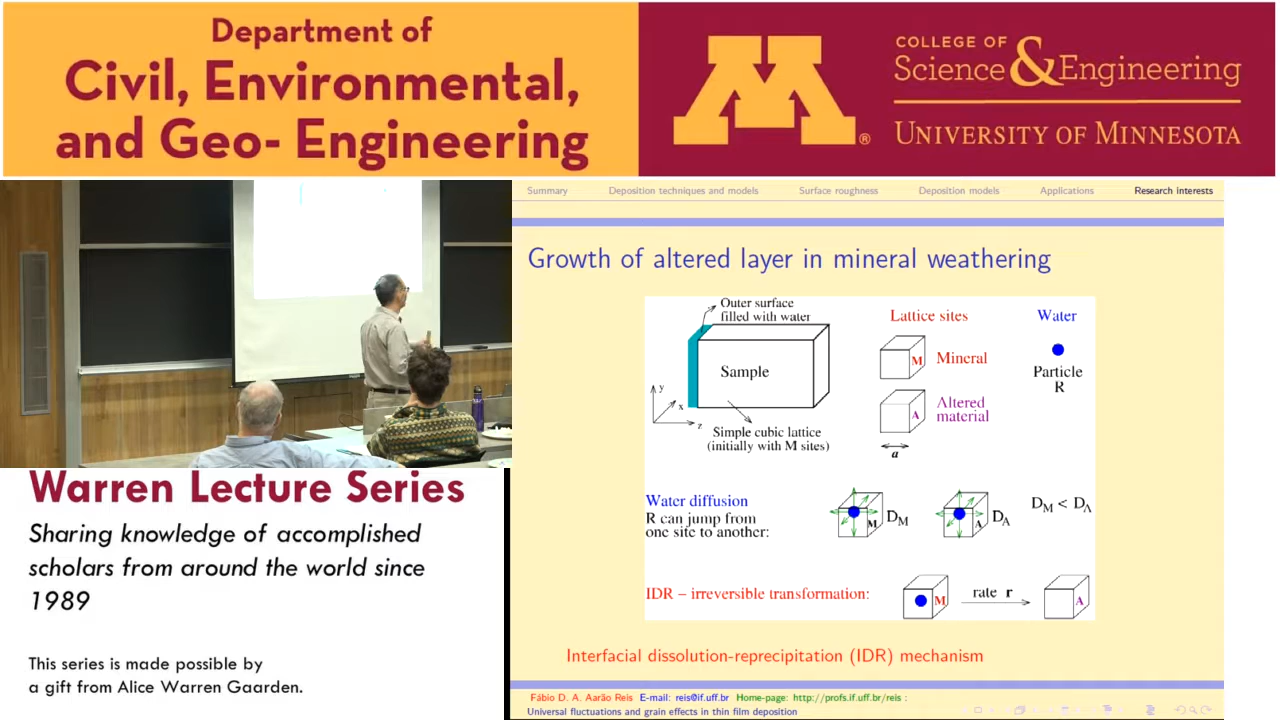 Department of
Civil, Environmental,
and Geo- Engineering
M®
COLLEGE OF
Science & Engineering
UNIVERSITY OF MINNESOTA
Summary Deposition techniques and models Surface roughness Deposition models Applications Research interests
Growth of altered layer in mineral weathering
Outer surface
filled with water
Sample
y
x
z
Simple cubic lattice
(initially with M sites)
Lattice sites
M Mineral
A Altered
material
a
Water
Particle
R
Water diffusion
R can jump from
one site to another:
M DM
A DA
DM < DA
IDR – irreversible transformation:
M rate r A
Interfacial dissolution-reprecipitation (IDR) mechanism
Fábio D. A. Aarão Reis E-mail: reis@if.uff.br Home-page: http://profs.if.uff.br/reis :
Universal fluctuations and grain effects in thin film deposition
Warren Lecture Series
Sharing knowledge of accomplished
scholars from around the world since
1989
This series is made possible by
a gift from Alice Warren Gaarden.